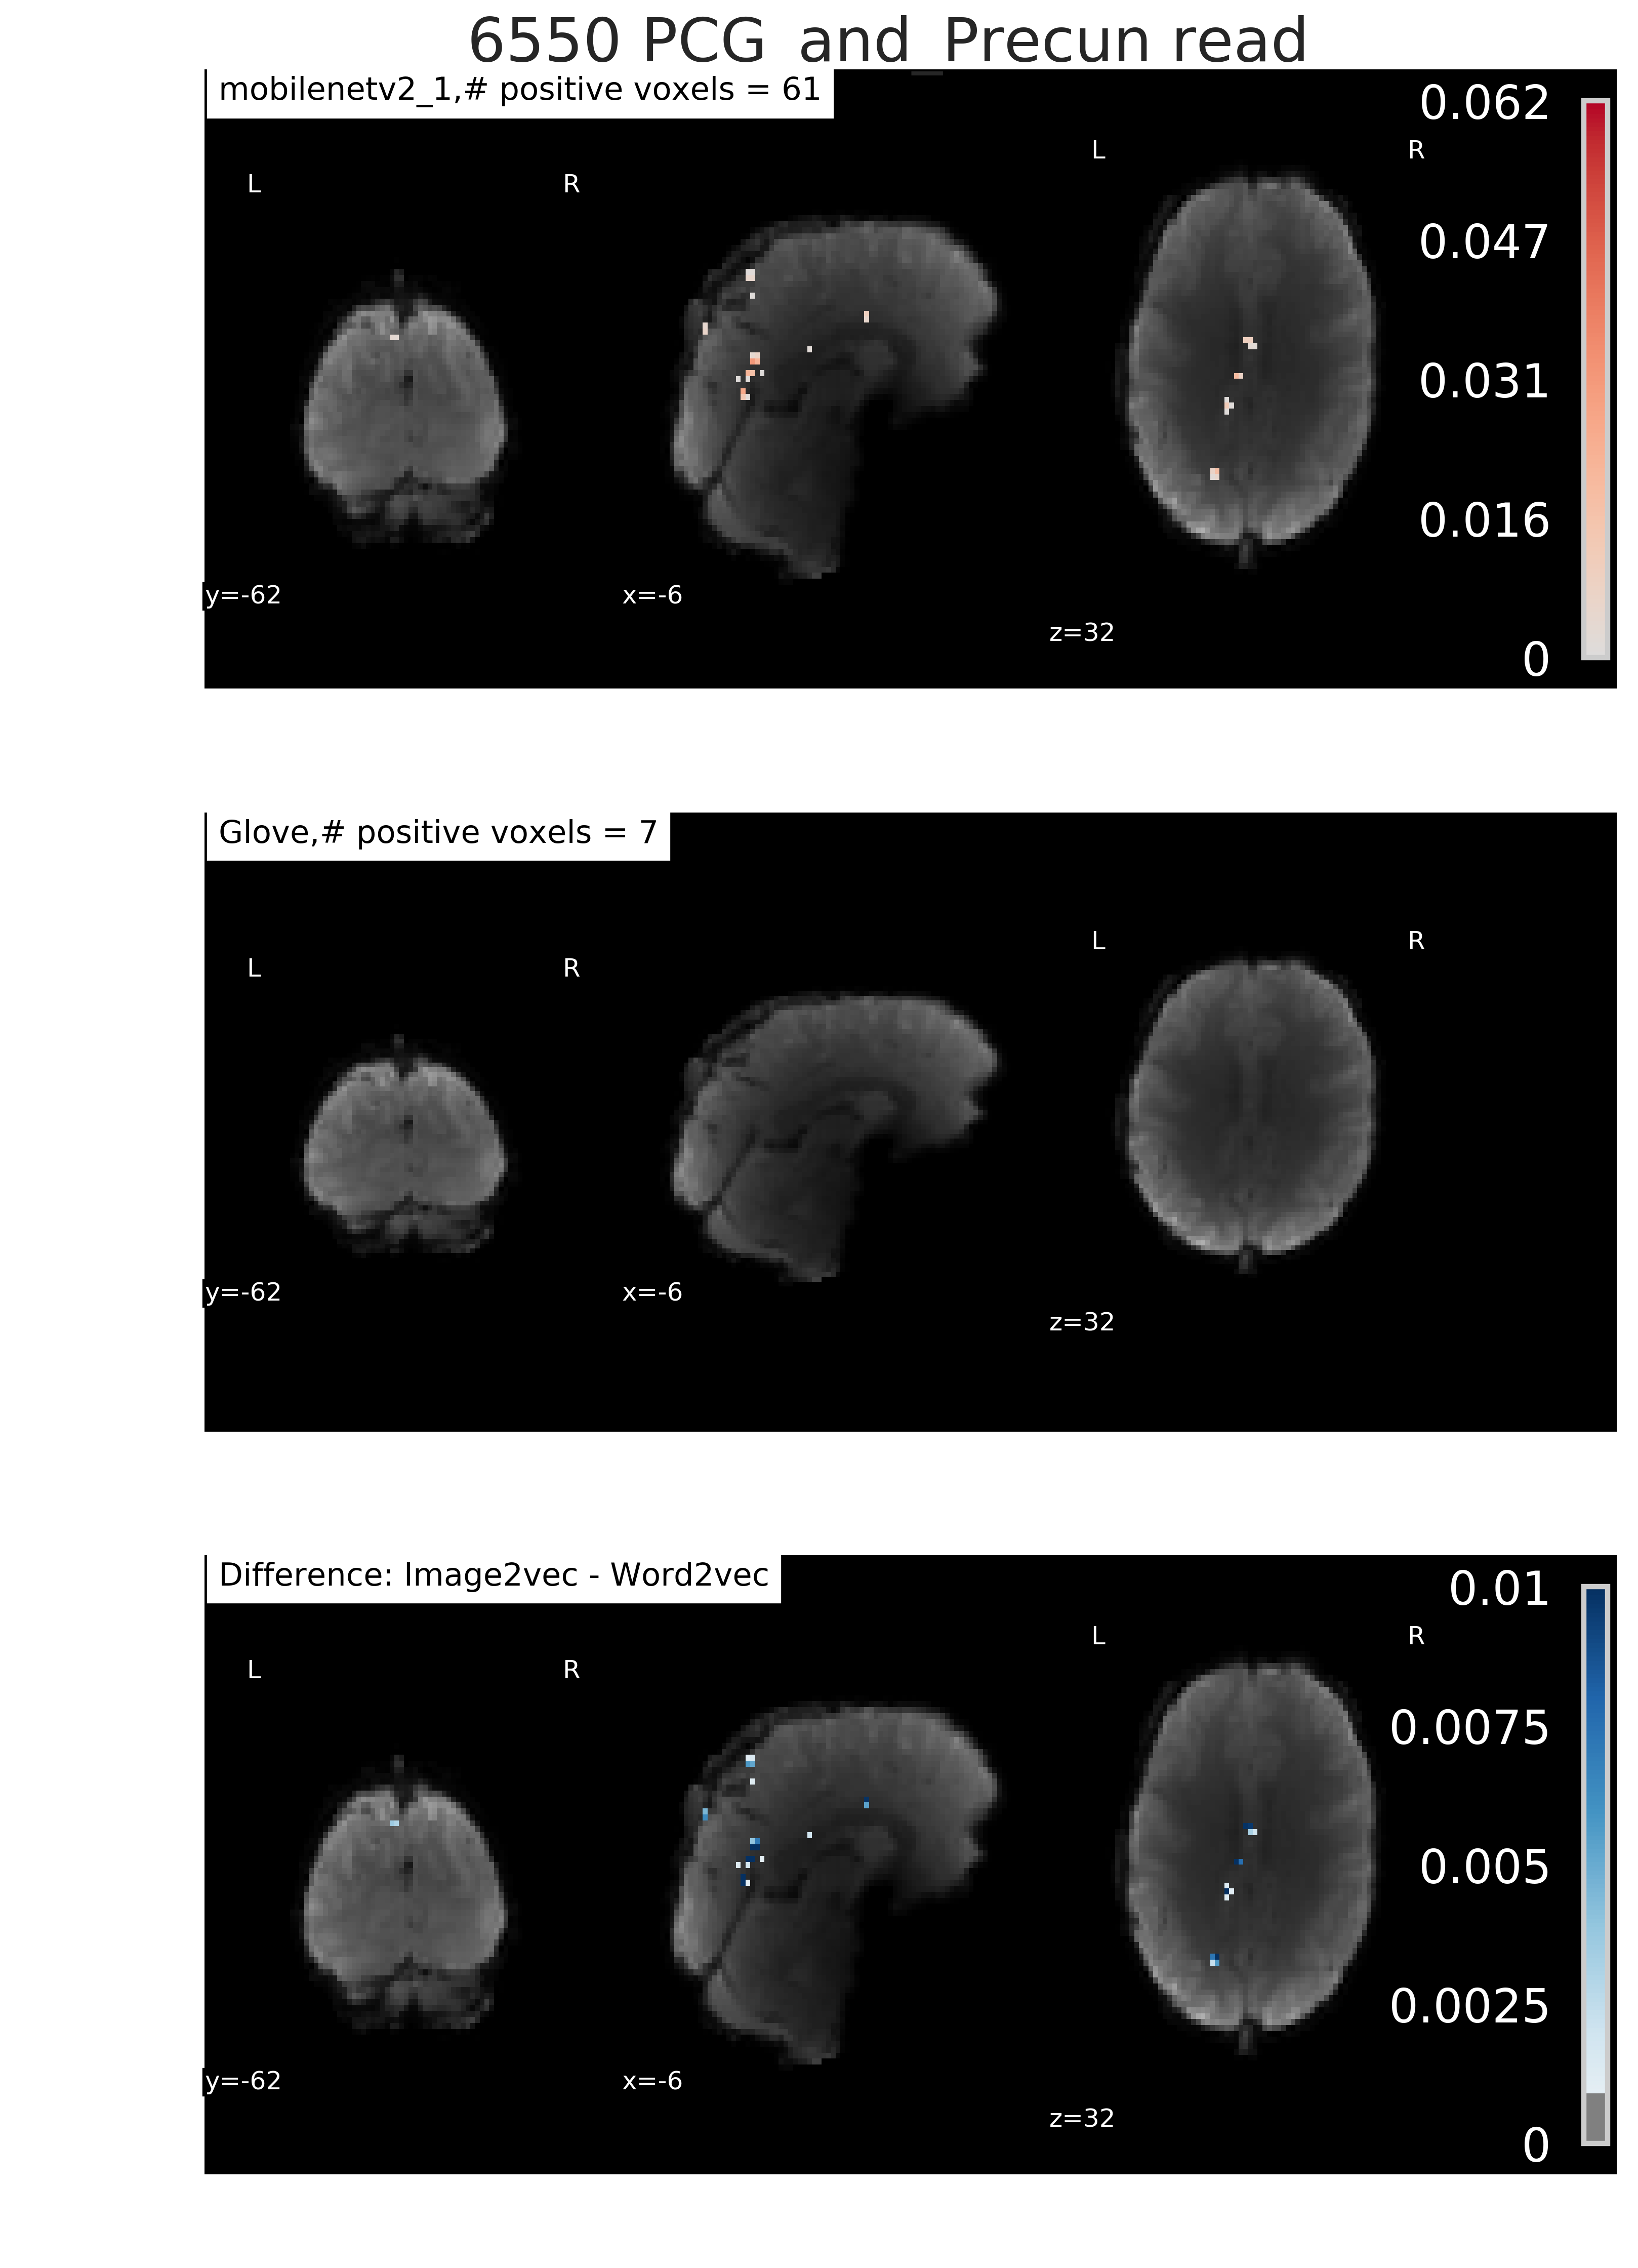 6550 PCG_and_Precun read
mobilenetv2_1,# positive voxels = 61
0.062
L R
L R
0.047
0.031
0.016
y=-62
x=-6
z=32
0
Glove,# positive voxels = 7
L R
L R
y=-62
x=-6
z=32
Difference: Image2vec - Word2vec
0.01
L R
L R
0.0075
0.005
0.0025
y=-62
x=-6
z=32
0